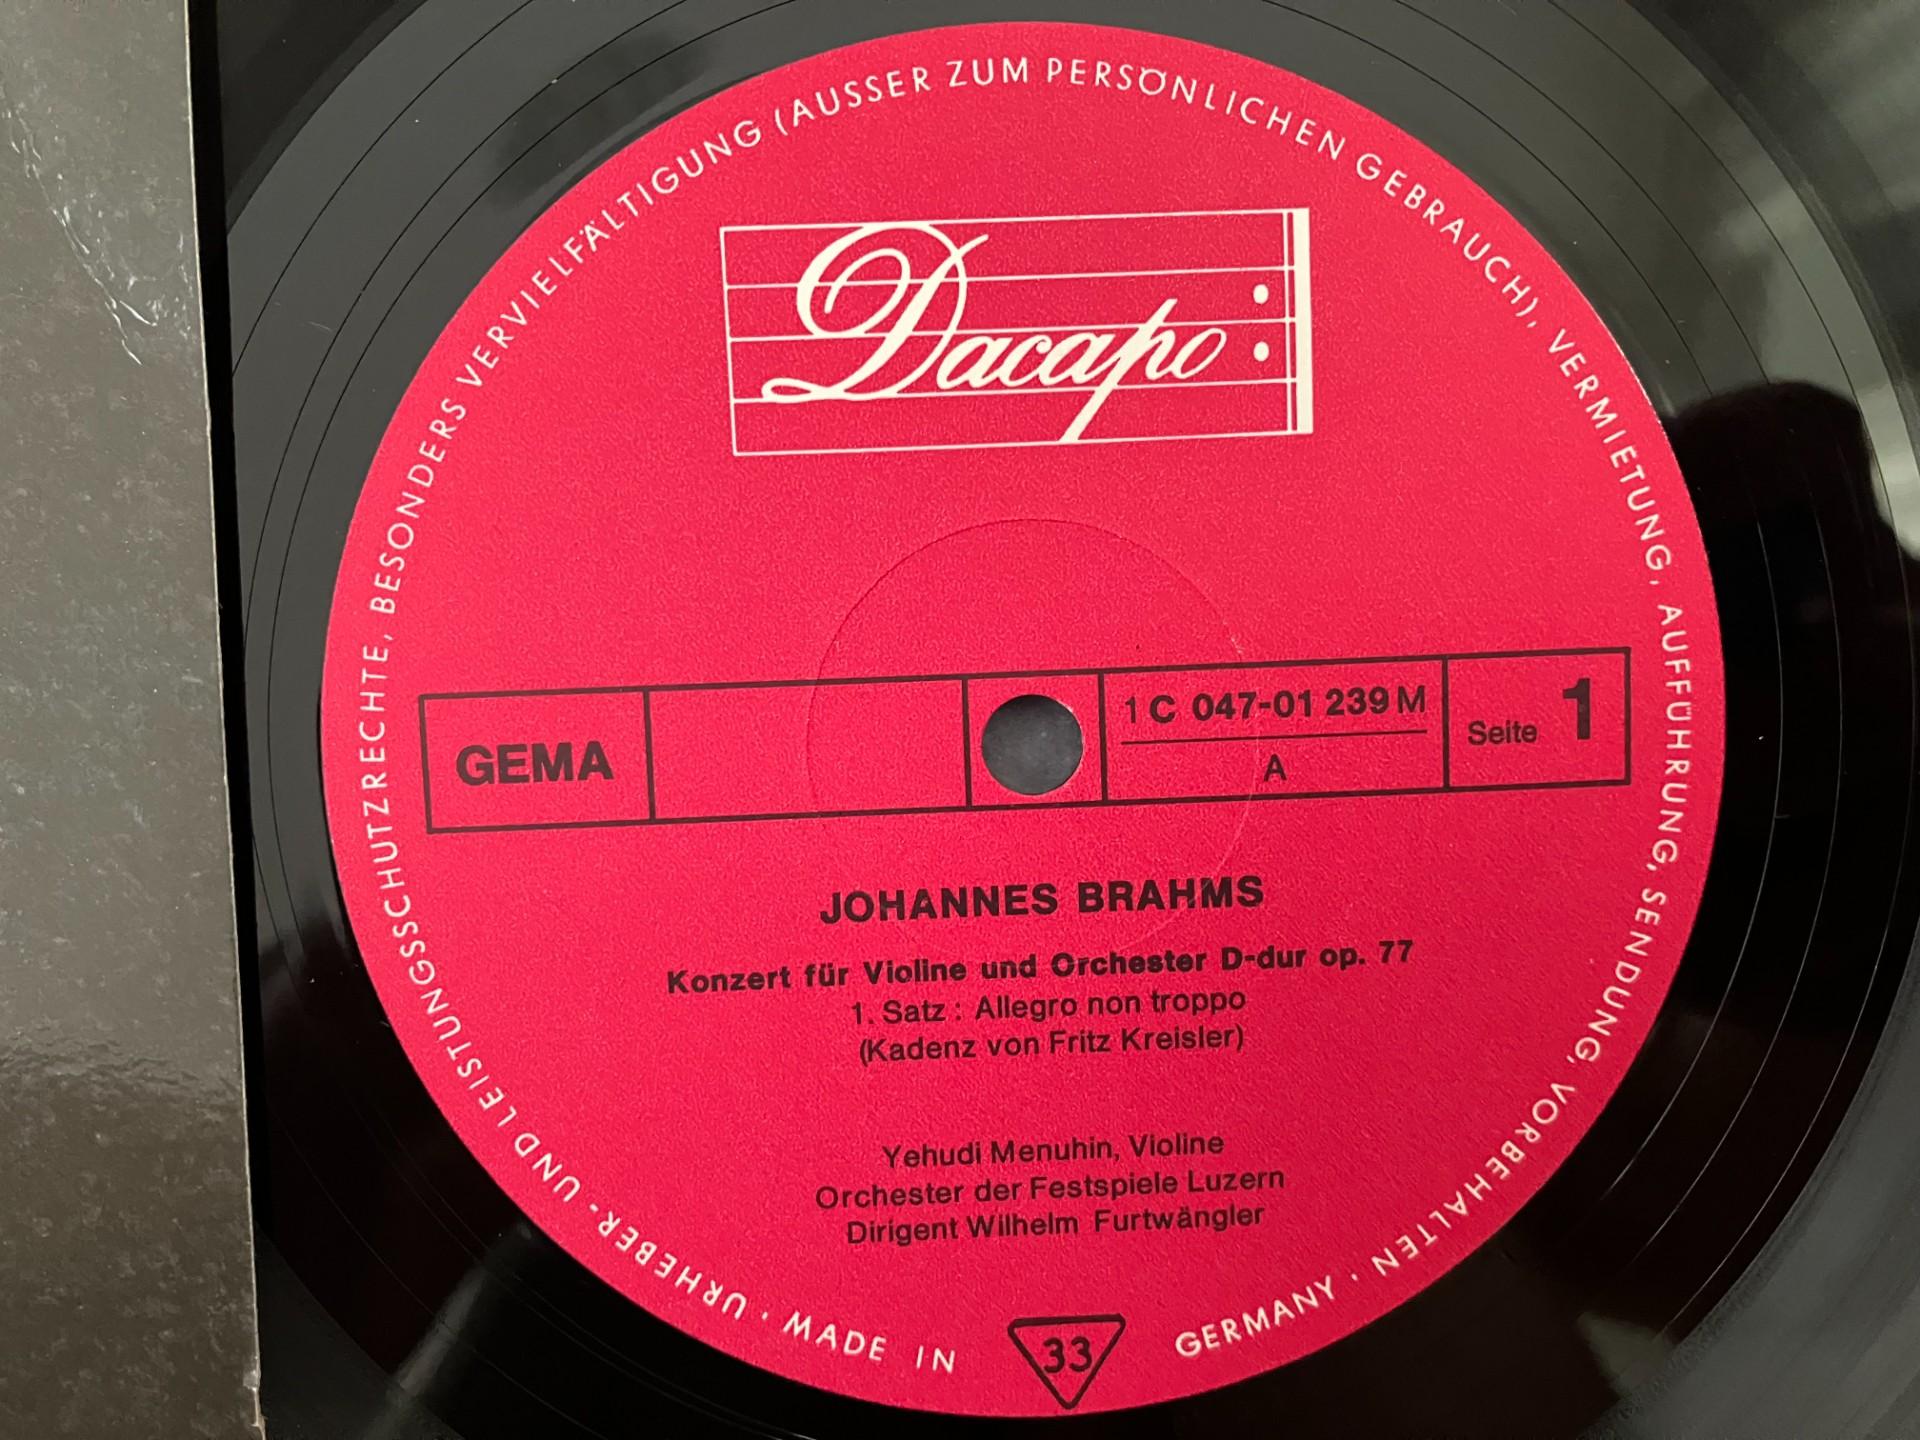 URHEBER- UND LEISTUNGSSCHUTZRECHTE, BESONDERS VERVIELFÄLTIGUNG (AUSSER ZUM PERSÖNLICHEN GEBRAUCH), VERMIETUNG, AUFFÜHRUNG, SENDUNG, VORBEHALTEN · GERMANY
Dacapo
GEMA
1 C 047-01 239 M
A
Seite 1
JOHANNES BRAHMS
Konzert für Violine und Orchester D-dur op. 77
1. Satz : Allegro non troppo
(Kadenz von Fritz Kreisler)
Yehudi Menuhin, Violine
Orchester der Festspiele Luzern
Dirigent Wilhelm Furtwängler
· MADE IN
33